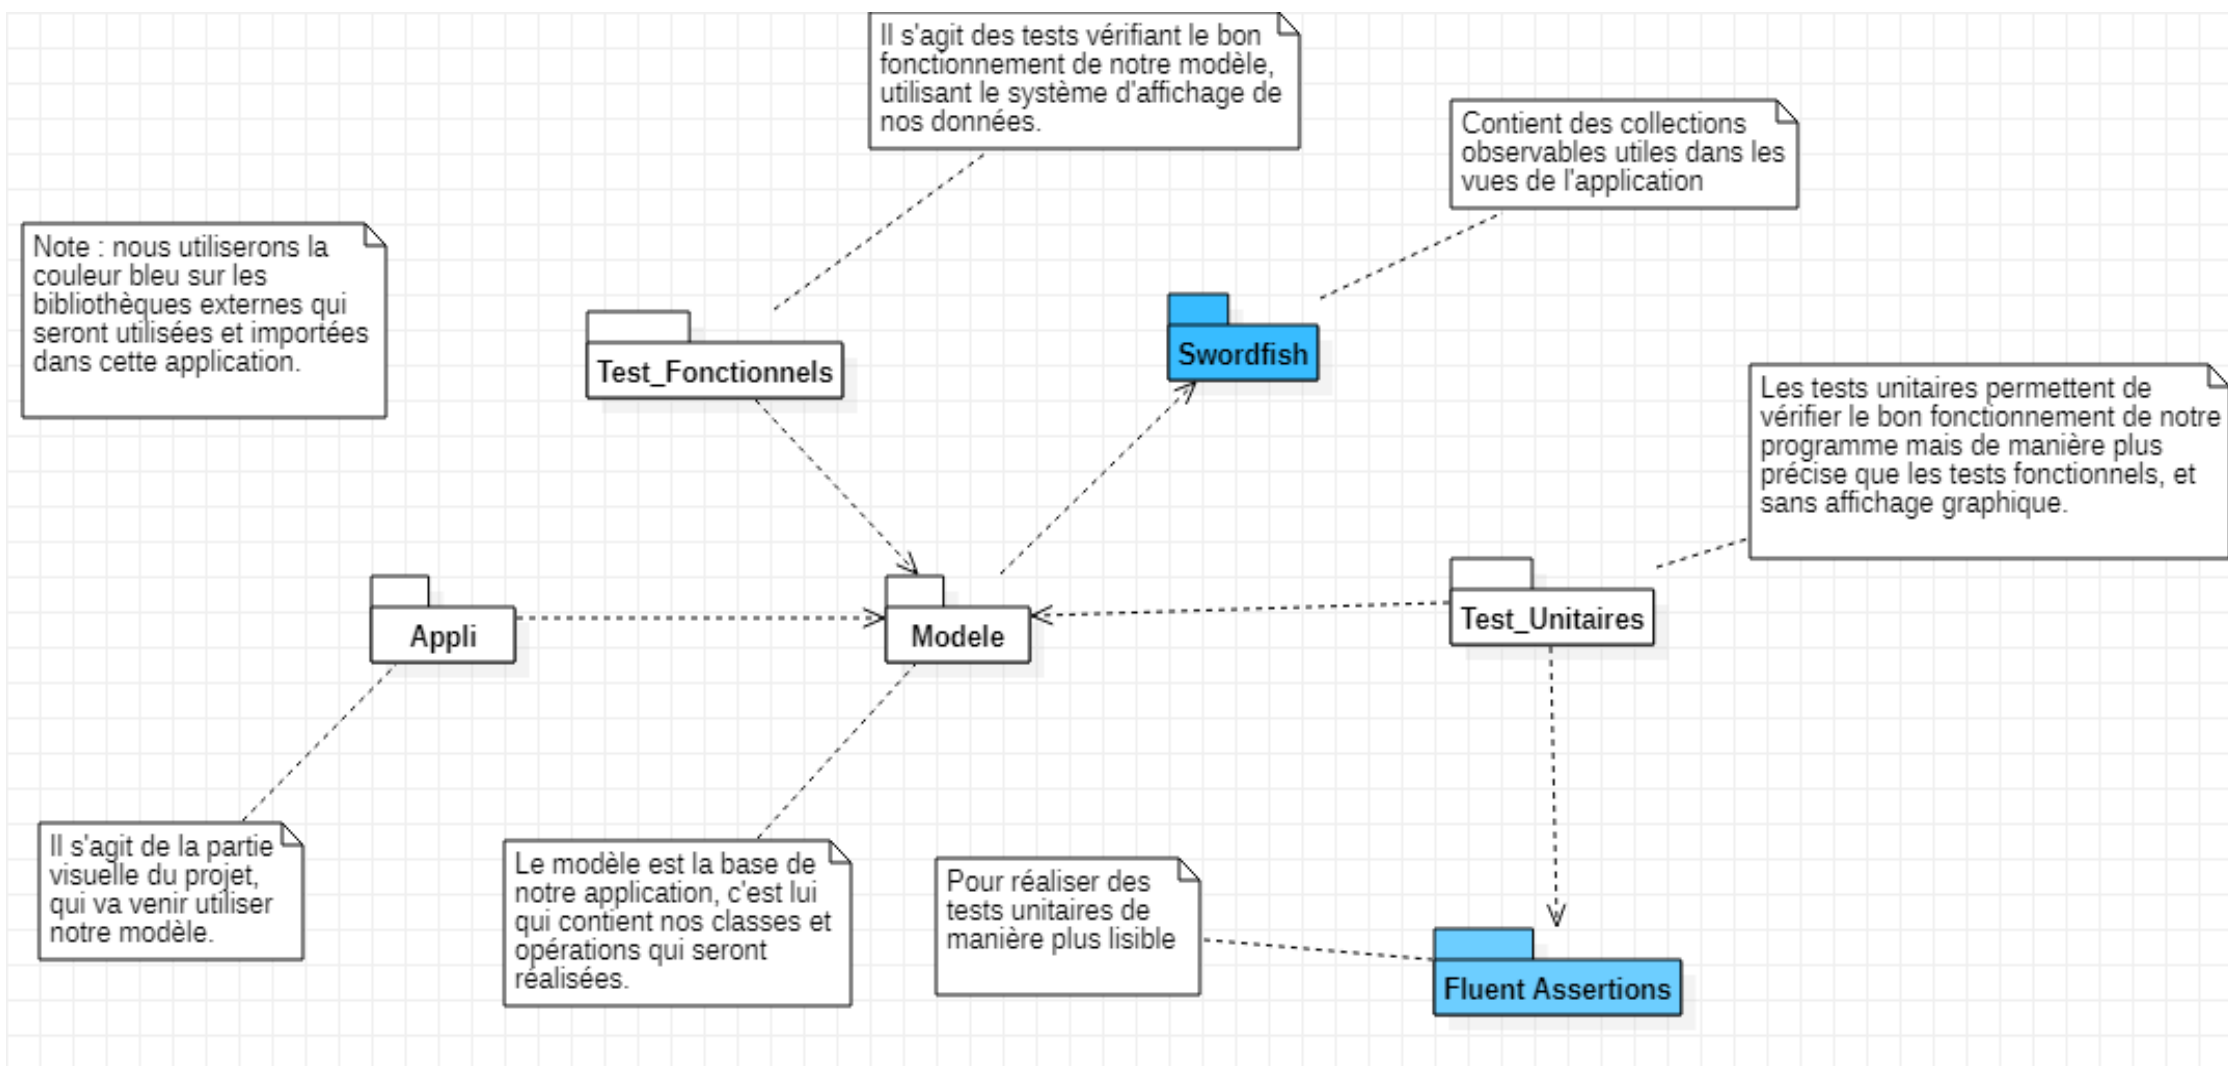 Il s'agit des tests vérifiant le bon
fonctionnement de notre modèle,
utilisant le système d'affichage de
nos données.
Contient des collections
observables utiles dans les
vues de l'application
Note : nous utiliserons la
couleur bleu sur les
bibliothèques externes qui
seront utilisées et importées
dans cette application.
Test_Fonctionnels
Swordfish
Les tests unitaires permettent de
vérifier le bon fonctionnement de notre
programme mais de manière plus
précise que les tests fonctionnels, et
sans affichage graphique.
Appli
Modele
Test_Unitaires
Il s'agit de la partie
visuelle du projet,
qui va venir utiliser
notre modèle.
Le modèle est la base de
notre application, c'est lui
qui contient nos classes et
opérations qui seront
réalisées.
Pour réaliser des
tests unitaires de
manière plus lisible
Fluent Assertions